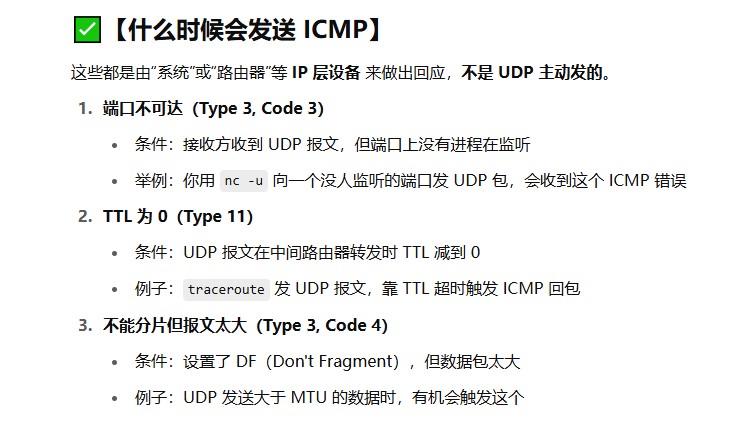 ✅【什么时候会发送 ICMP】
这些都是由“系统”或“路由器”等 IP 层设备 来做出回应，不是 UDP 主动发的。
1. 端口不可达（Type 3, Code 3）
• 条件：接收方收到 UDP 报文，但端口上没有进程在监听
• 举例：你用 nc -u 向一个没人监听的端口发 UDP 包，会收到这个 ICMP 错误
2. TTL 为 0（Type 11）
• 条件：UDP 报文在中间路由器转发时 TTL 减到 0
• 例子：traceroute 发 UDP 报文，靠 TTL 超时触发 ICMP 回包
3. 不能分片但报文太大（Type 3, Code 4）
• 条件：设置了 DF（Don't Fragment），但数据包太大
• 例子：UDP 发送大于 MTU 的数据时，有机会触发这个